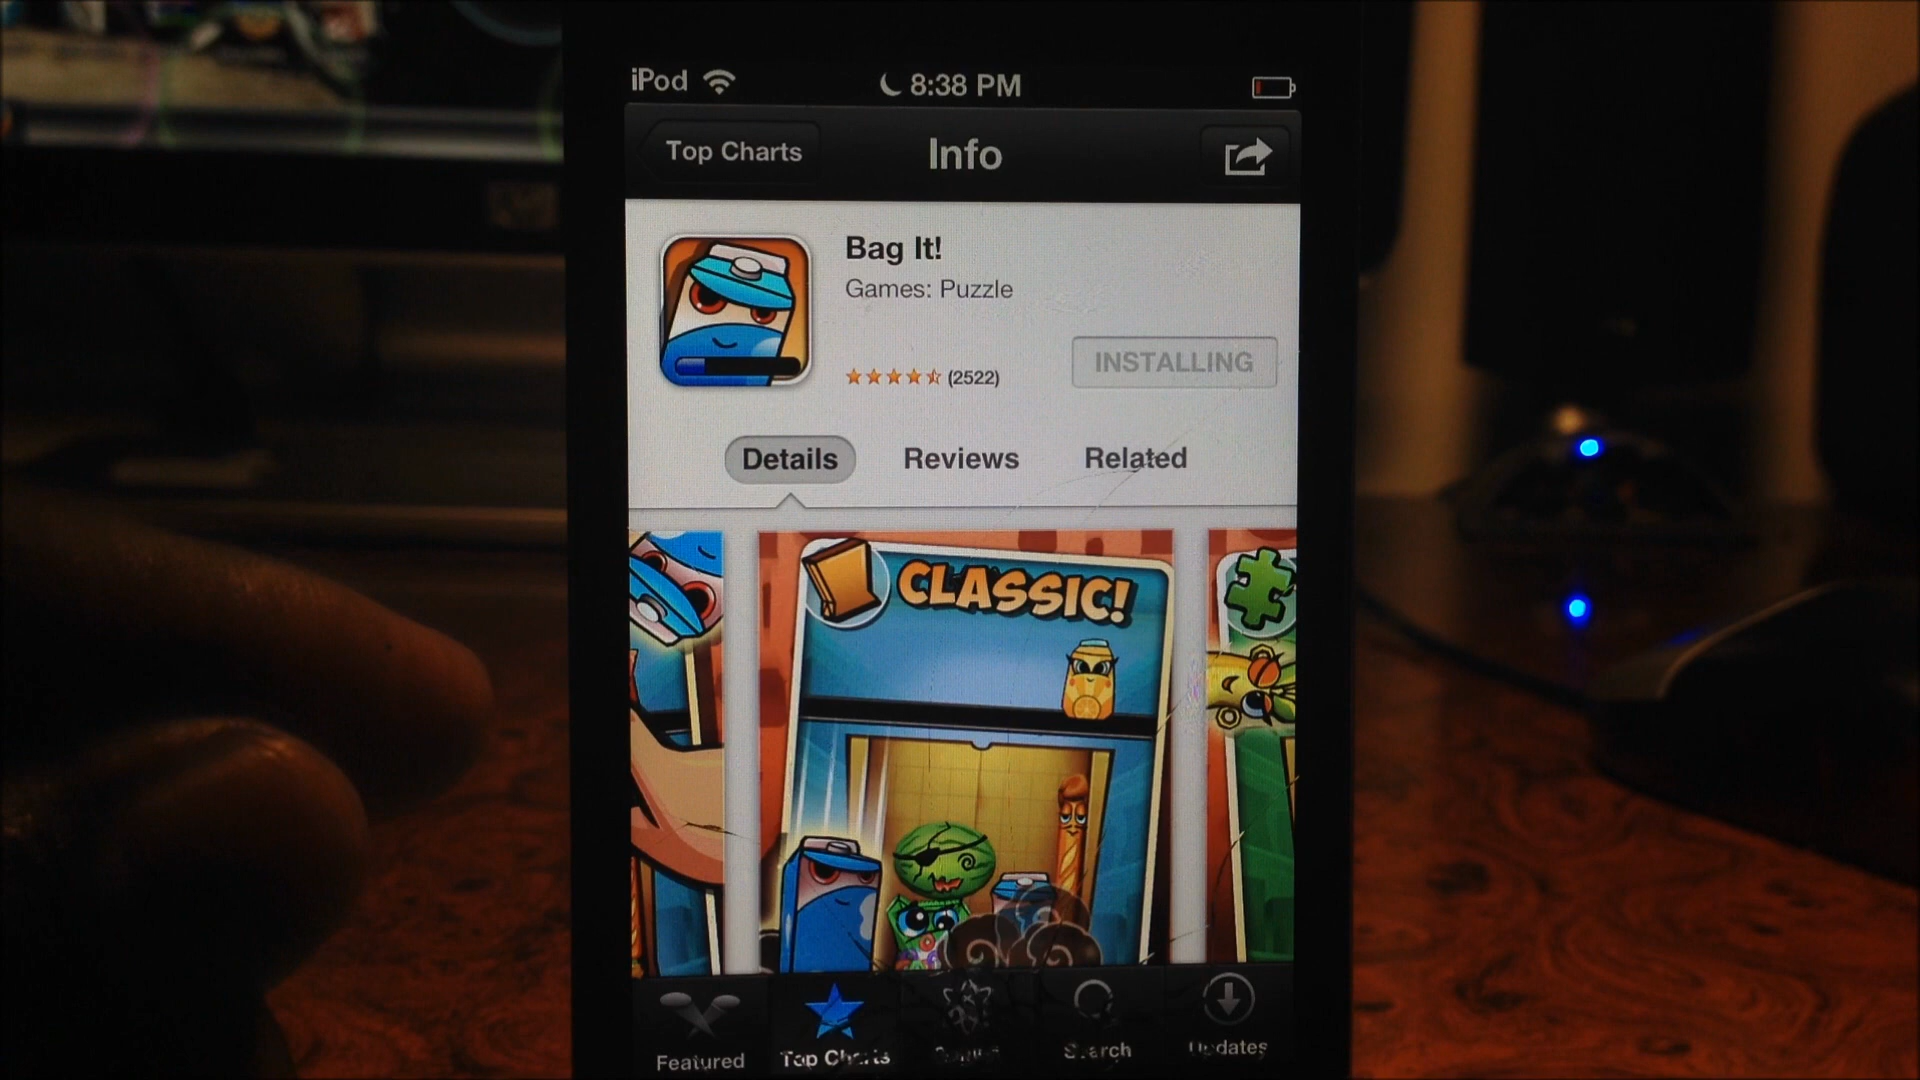 iPod 8:38 PM
Top Charts Info
Bag It!
Games: Puzzle
(2522) INSTALLING
Details Reviews Related
CLASSIC!
Featured Top Charts Search Updates